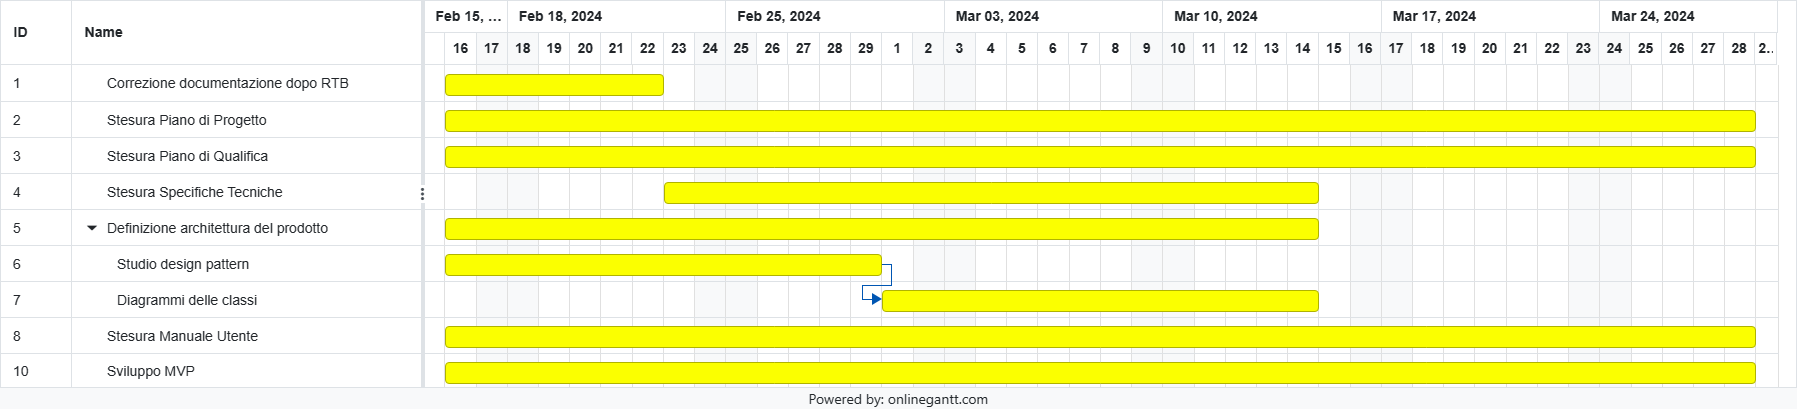 ID Name Feb 15, ... Feb 18, 2024 Feb 25, 2024 Mar 03, 2024 Mar 10, 2024 Mar 17, 2024 Mar 24, 2024
16 17 18 19 20 21 22 23 24 25 26 27 28 29 1 2 3 4 5 6 7 8 9 10 11 12 13 14 15 16 17 18 19 20 21 22 23 24 25 26 27 28 2...
1 Correzione documentazione dopo RTB
2 Stesura Piano di Progetto
3 Stesura Piano di Qualifica
4 Stesura Specifiche Tecniche
5 Definizione architettura del prodotto
6 Studio design pattern
7 Diagrammi delle classi
8 Stesura Manuale Utente
10 Sviluppo MVP
Powered by: onlinegantt.com